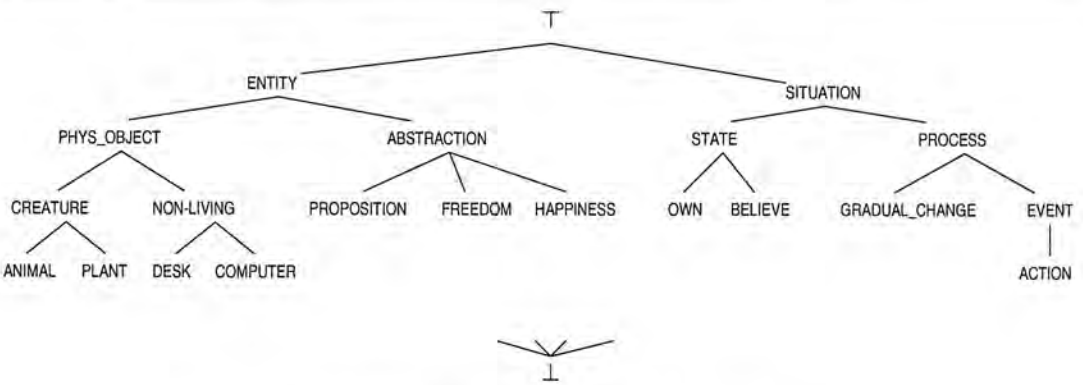 ⊤
ENTITY
SITUATION
PHYS_OBJECT ABSTRACTION STATE PROCESS
CREATURE NON-LIVING PROPOSITION FREEDOM HAPPINESS OWN BELIEVE GRADUAL_CHANGE EVENT
ANIMAL PLANT DESK COMPUTER ACTION
⊥